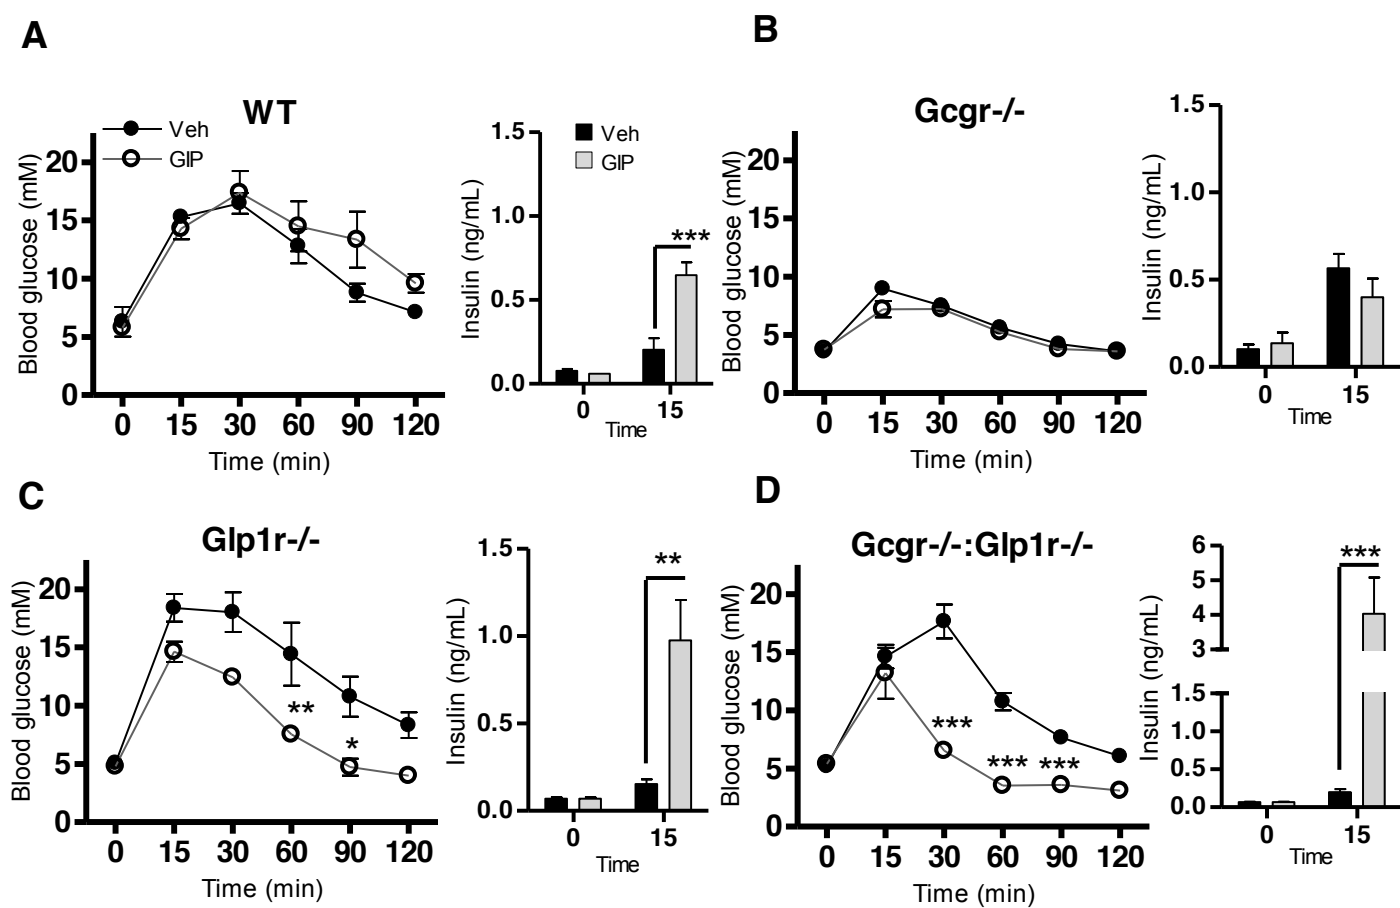 A
WT
Veh
GIP
Blood glucose (mM)
20
15
10
5
0
0 15 30 60 90 120
Time (min)
Insulin (ng/mL)
1.5
1.0
0.5
0.0
Veh
GIP
***
0 15
Time
B
Gcgr-/-
Blood glucose (mM)
20
15
10
5
0
0 15 30 60 90 120
Time (min)
Insulin (ng/mL)
1.5
1.0
0.5
0.0
0 15
Time
C
Glp1r-/-
Blood glucose (mM)
20
15
10
5
0
**
*
0 15 30 60 90 120
Time (min)
Insulin (ng/mL)
1.5
1.0
0.5
0.0
**
0 15
Time
D
Gcgr-/-:Glp1r-/-
Blood glucose (mM)
20
15
10
5
0
***
*** ***
0 15 30 60 90 120
Time (min)
Insulin (ng/mL)
6
5
4
3
1.5
1.0
0.5
0.0
***
0 15
Time